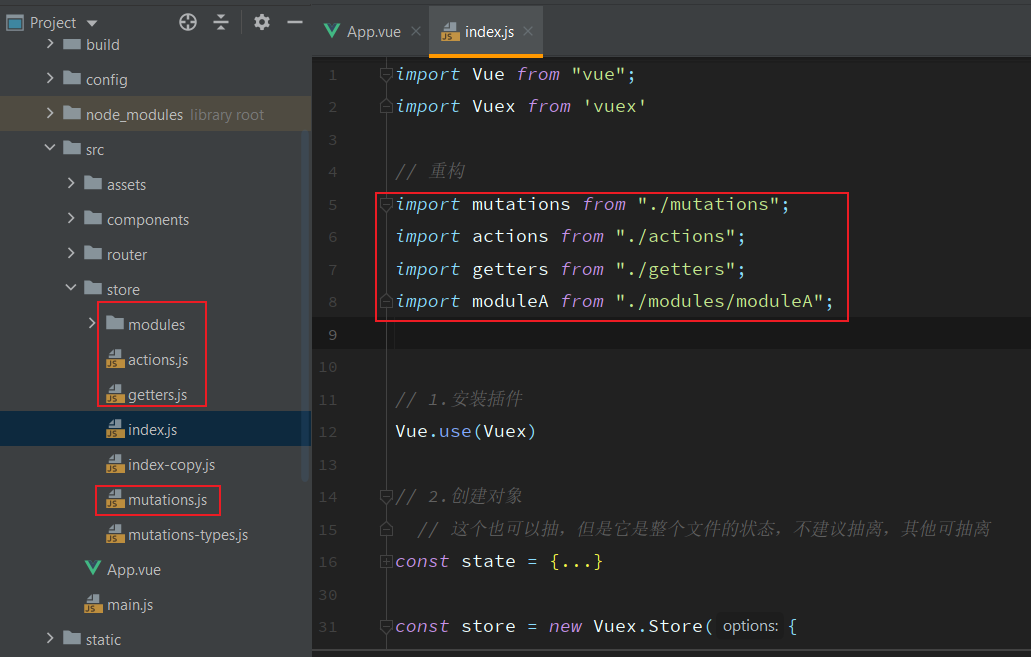 Project
build
config
node_modules library root
src
assets
components
router
store
modules
actions.js
getters.js
index.js
index-copy.js
mutations.js
mutations-types.js
App.vue
main.js
static
App.vue
index.js
1 import Vue from "vue";
2 import Vuex from 'vuex'
3
4 // 重构
5 import mutations from "./mutations";
6 import actions from "./actions";
7 import getters from "./getters";
8 import moduleA from "./modules/moduleA";
9
10
11 // 1.安装插件
12 Vue.use(Vuex)
13
14 // 2.创建对象
15 // 这个也可以抽，但是它是整个文件的状态，不建议抽离，其他可抽离
16 const state = {...}
30
31 const store = new Vuex.Store( options: {